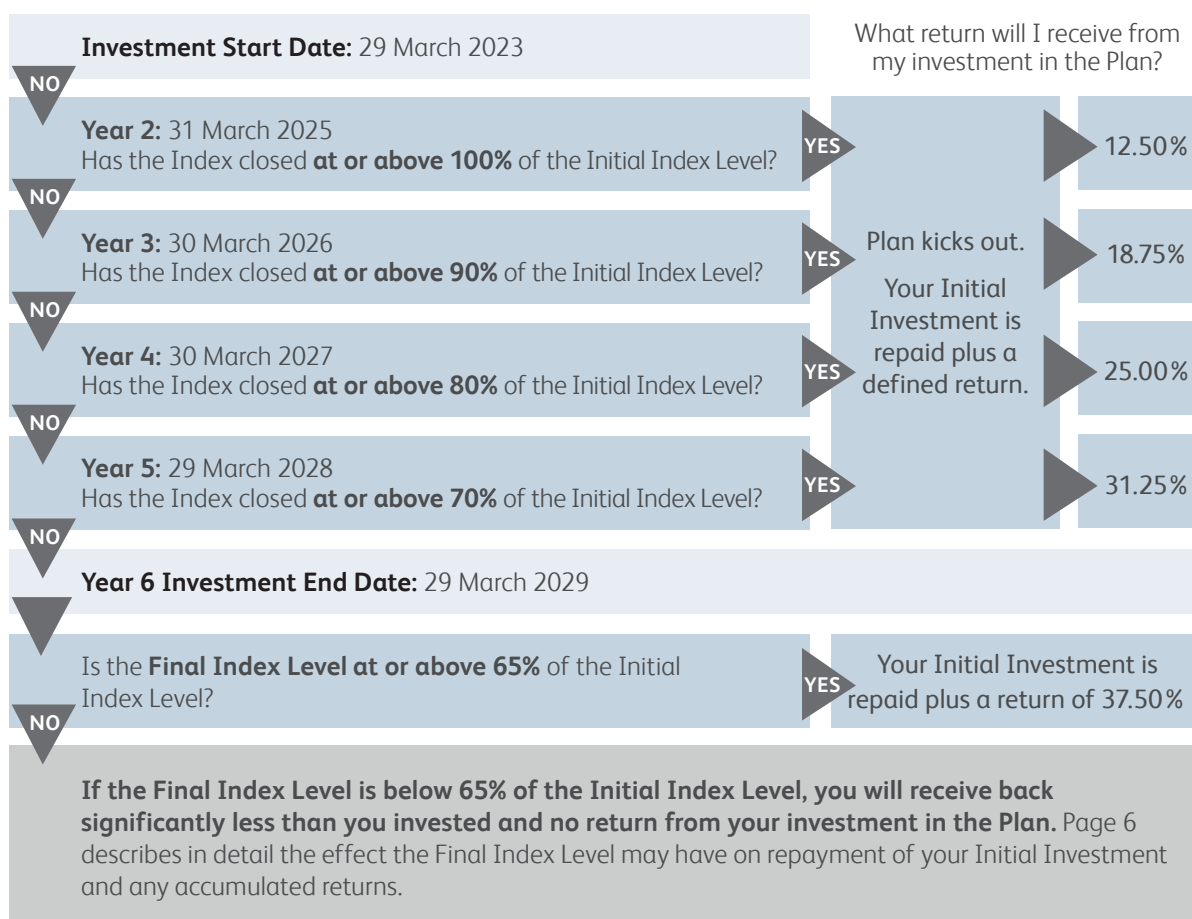 Investment Start Date: 29 March 2023
What return will I receive from
my investment in the Plan?
NO
Year 2: 31 March 2025
Has the Index closed at or above 100% of the Initial Index Level?
YES
12.50%
NO
Year 3: 30 March 2026
Has the Index closed at or above 90% of the Initial Index Level?
YES
18.75%
NO
Year 4: 30 March 2027
Has the Index closed at or above 80% of the Initial Index Level?
YES
25.00%
NO
Year 5: 29 March 2028
Has the Index closed at or above 70% of the Initial Index Level?
YES
31.25%
Plan kicks out.
Your Initial
Investment is
repaid plus a
defined return.
NO
Year 6 Investment End Date: 29 March 2029
Is the Final Index Level at or above 65% of the Initial
Index Level?
YES
Your Initial Investment is
repaid plus a return of 37.50%
NO
If the Final Index Level is below 65% of the Initial Index Level, you will receive back
significantly less than you invested and no return from your investment in the Plan. Page 6
describes in detail the effect the Final Index Level may have on repayment of your Initial Investment
and any accumulated returns.